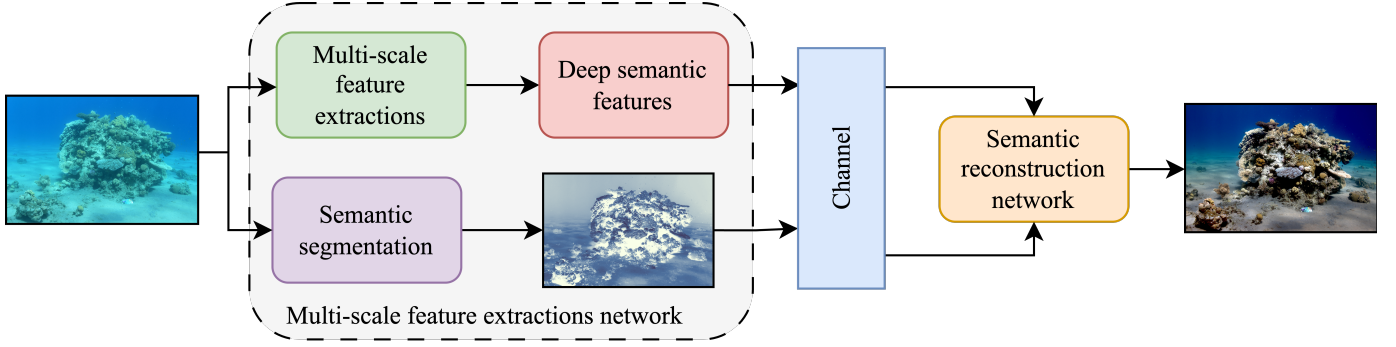 Multi-scale
feature
extractions
Deep semantic
features
Semantic
segmentation
Multi-scale feature extractions network
Channel
Semantic
reconstruction
network